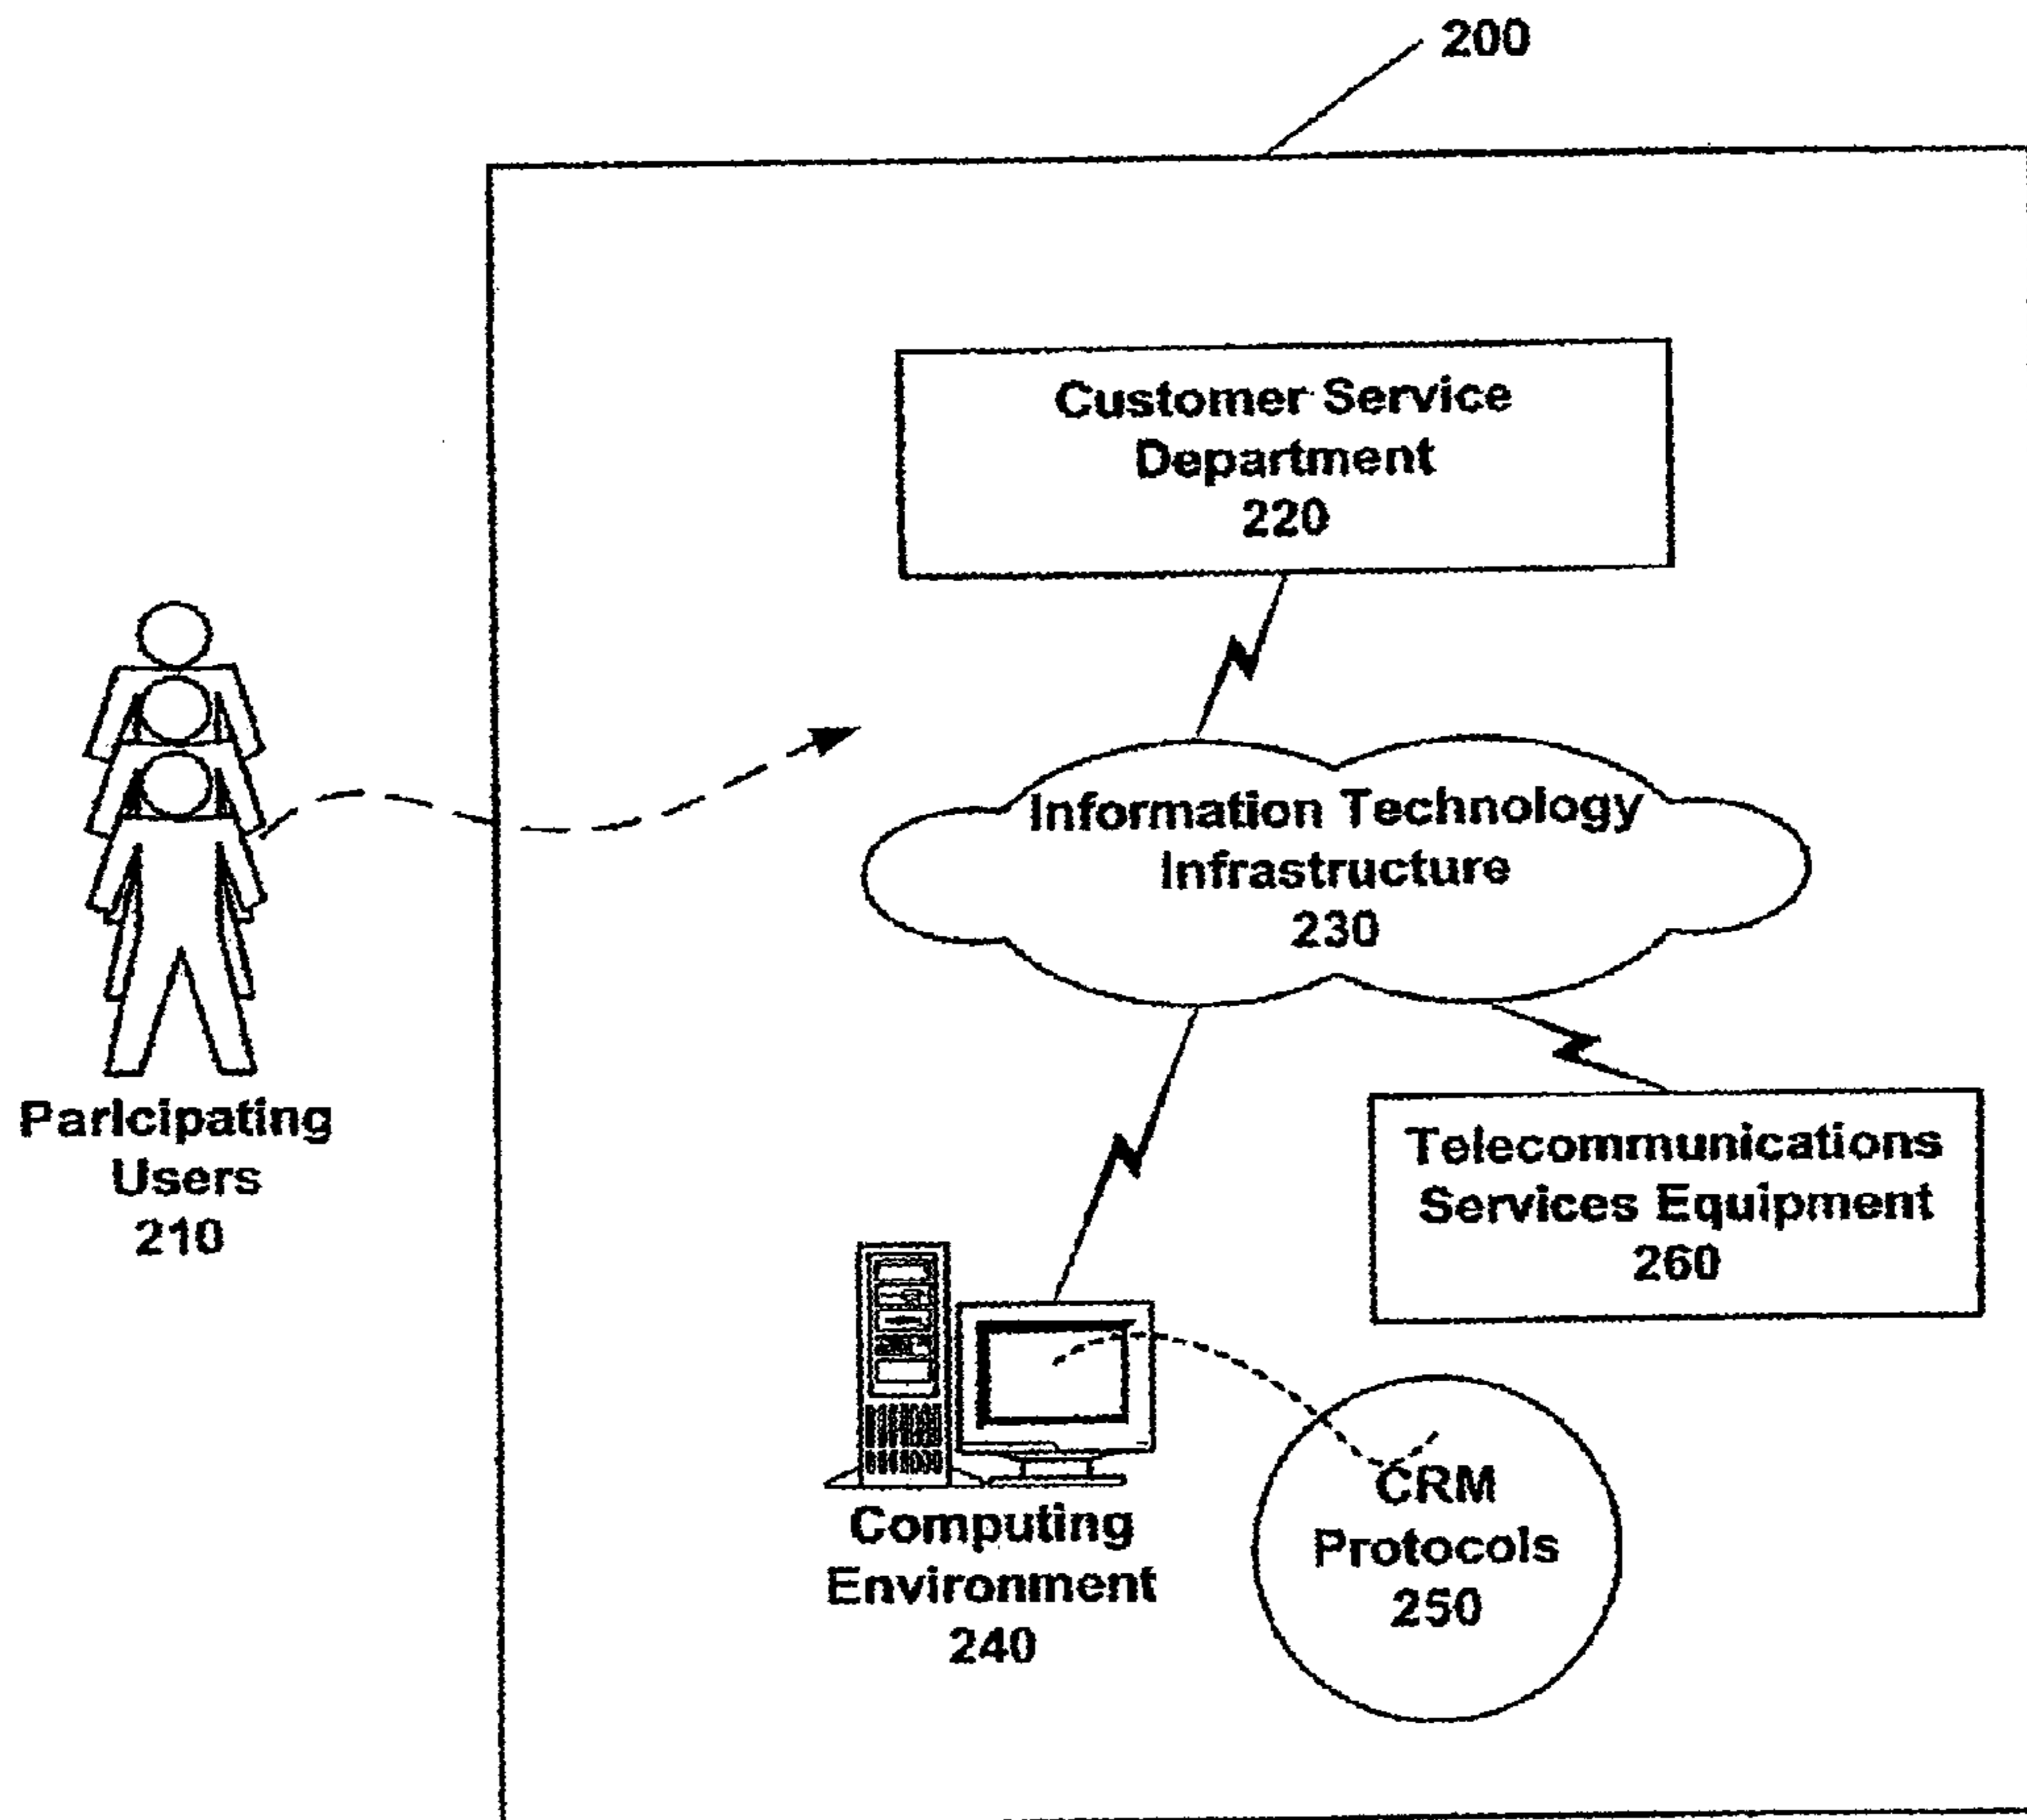 200
Customer Service
Department
220
Information Technology
Infrastructure
230
Paricipating
Users
210
Telecommunications
Services Equipment
260
Computing
Environment
240
CRM
Protocols
250